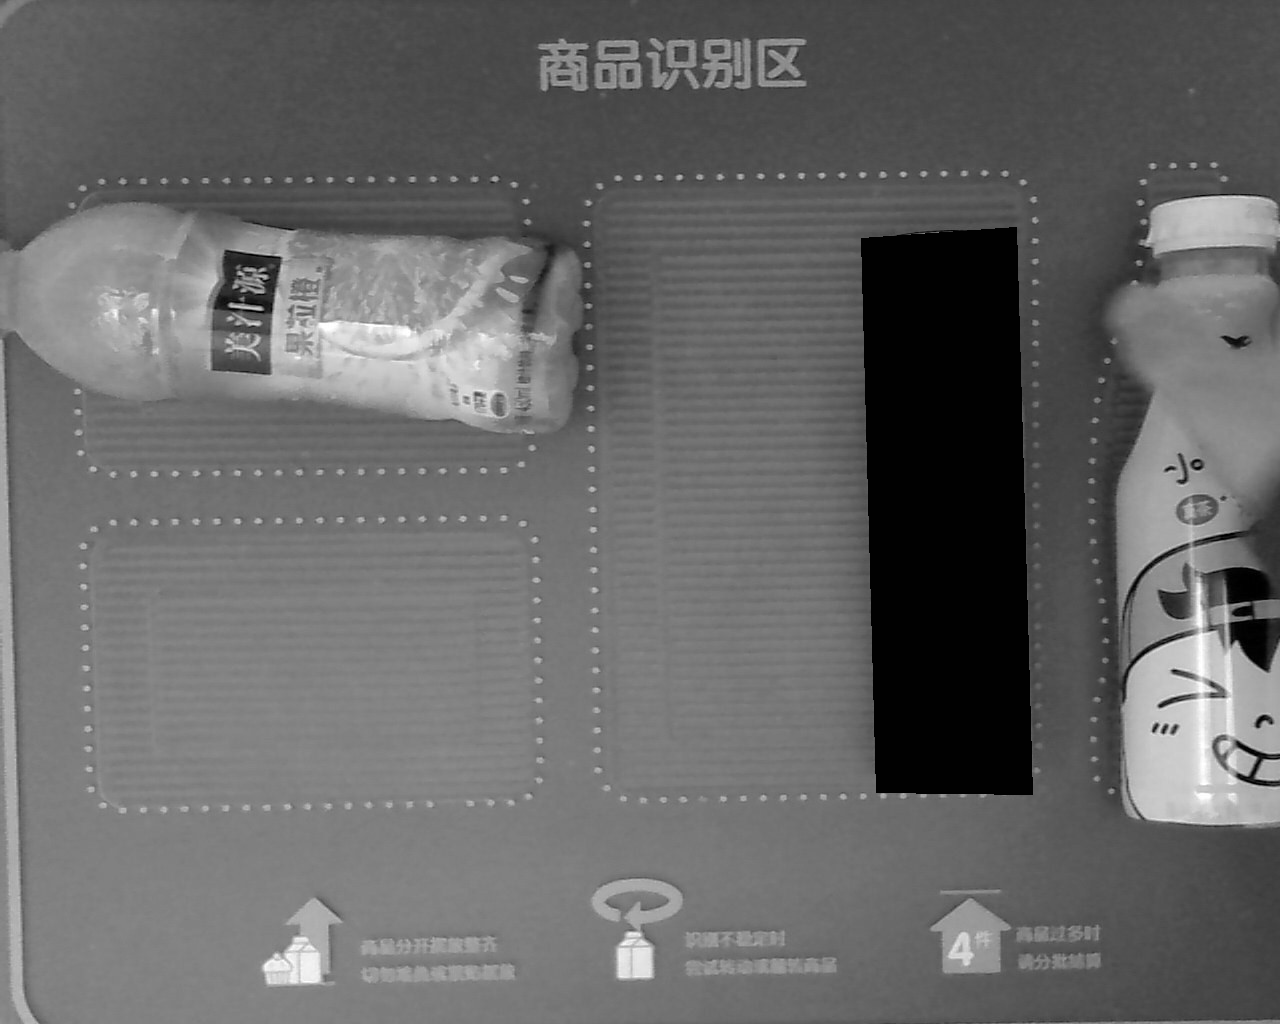 商品识别区
美汁源
果粒橙
450ml
小
商品分开摆放整齐
切勿堆叠或紧贴摆放
识别不稳定时
尝试转动或翻转商品
4件
商品过多时
请分批结算